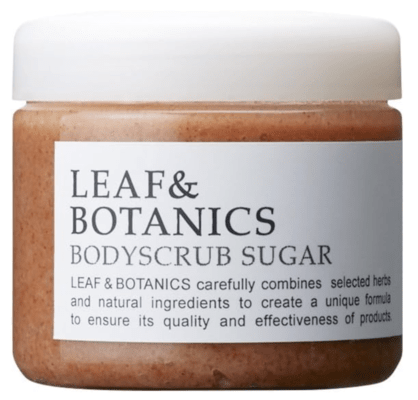 LEAF&
BOTANICS
BODYSCRUB SUGAR
LEAF & BOTANICS carefully combines selected herbs
and natural ingredients to create a unique formula
to ensure its quality and effectiveness of products.